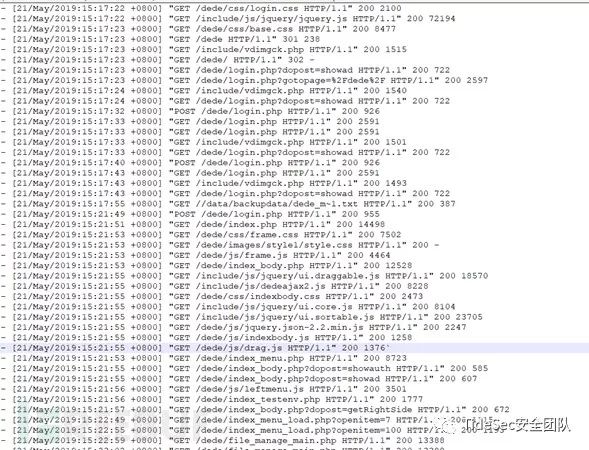 - [21/May/2019:15:17:22 +0800] "GET /dede/css/login.css HTTP/1.1" 200 2100
- [21/May/2019:15:17:22 +0800] "GET /include/js/jquery/jquery.js HTTP/1.1" 200 72194
- [21/May/2019:15:17:23 +0800] "GET /dede/css/base.css HTTP/1.1" 200 8477
- [21/May/2019:15:17:23 +0800] "GET /dede HTTP/1.1" 301 238
- [21/May/2019:15:17:23 +0800] "GET /include/vdimgck.php HTTP/1.1" 200 1515
- [21/May/2019:15:17:23 +0800] "GET /dede/ HTTP/1.1" 302 -
- [21/May/2019:15:17:23 +0800] "GET /dede/login.php?dopost=showad HTTP/1.1" 200 722
- [21/May/2019:15:17:23 +0800] "GET /dede/login.php?gotopage=%2Fdede%2F HTTP/1.1" 200 2597
- [21/May/2019:15:17:24 +0800] "GET /include/vdimgck.php HTTP/1.1" 200 1540
- [21/May/2019:15:17:24 +0800] "GET /dede/login.php?dopost=showad HTTP/1.1" 200 722
- [21/May/2019:15:17:32 +0800] "POST /dede/login.php HTTP/1.1" 200 926
- [21/May/2019:15:17:33 +0800] "GET /dede/login.php HTTP/1.1" 200 2591
- [21/May/2019:15:17:33 +0800] "GET /dede/login.php HTTP/1.1" 200 2591
- [21/May/2019:15:17:33 +0800] "GET /include/vdimgck.php HTTP/1.1" 200 1501
- [21/May/2019:15:17:33 +0800] "GET /dede/login.php?dopost=showad HTTP/1.1" 200 722
- [21/May/2019:15:17:40 +0800] "POST /dede/login.php HTTP/1.1" 200 926
- [21/May/2019:15:17:43 +0800] "GET /dede/login.php HTTP/1.1" 200 2591
- [21/May/2019:15:17:43 +0800] "GET /include/vdimgck.php HTTP/1.1" 200 1493
- [21/May/2019:15:17:43 +0800] "GET /dede/login.php?dopost=showad HTTP/1.1" 200 722
- [21/May/2019:15:17:55 +0800] "GET //data/backupdata/dede_m~1.txt HTTP/1.1" 200 387
- [21/May/2019:15:21:49 +0800] "POST /dede/login.php HTTP/1.1" 200 955
- [21/May/2019:15:21:51 +0800] "GET /dede/index.php HTTP/1.1" 200 14498
- [21/May/2019:15:21:53 +0800] "GET /dede/css/frame.css HTTP/1.1" 200 7502
- [21/May/2019:15:21:53 +0800] "GET /dede/images/style1/style.css HTTP/1.1" 200 -
- [21/May/2019:15:21:53 +0800] "GET /dede/js/frame.js HTTP/1.1" 200 4464
- [21/May/2019:15:21:53 +0800] "GET /dede/index_body.php HTTP/1.1" 200 12528
- [21/May/2019:15:21:55 +0800] "GET /include/js/jquery/ui.draggable.js HTTP/1.1" 200 18570
- [21/May/2019:15:21:55 +0800] "GET /include/js/dedeajax2.js HTTP/1.1" 200 8228
- [21/May/2019:15:21:55 +0800] "GET /dede/css/indexbody.css HTTP/1.1" 200 2473
- [21/May/2019:15:21:55 +0800] "GET /include/js/jquery/ui.core.js HTTP/1.1" 200 8104
- [21/May/2019:15:21:55 +0800] "GET /include/js/jquery/ui.sortable.js HTTP/1.1" 200 23705
- [21/May/2019:15:21:55 +0800] "GET /dede/js/jquery.json-2.2.min.js HTTP/1.1" 200 2247
- [21/May/2019:15:21:55 +0800] "GET /dede/js/indexbody.js HTTP/1.1" 200 1258
- [21/May/2019:15:21:55 +0800] "GET /dede/js/drag.js HTTP/1.1" 200 1376
- [21/May/2019:15:21:53 +0800] "GET /dede/index_menu.php HTTP/1.1" 200 8723
- [21/May/2019:15:21:55 +0800] "GET /dede/index_body.php?dopost=showauth HTTP/1.1" 200 585
- [21/May/2019:15:21:55 +0800] "GET /dede/index_body.php?dopost=showad HTTP/1.1" 200 607
- [21/May/2019:15:21:55 +0800] "GET /dede/js/leftmenu.js HTTP/1.1" 200 3501
- [21/May/2019:15:21:56 +0800] "GET /dede/index_testenv.php HTTP/1.1" 200 1777
- [21/May/2019:15:21:57 +0800] "GET /dede/index_body.php?dopost=getRightSide HTTP/1.1" 200 672
- [21/May/2019:15:22:49 +0800] "GET /dede/index_menu_load.php?openitem=7 HTTP/1.1" 200
- [21/May/2019:15:22:55 +0800] "GET /dede/index_menu_load.php?openitem=100 HTTP/1.1" 200
- [21/May/2019:15:22:59 +0800] "GET /dede/file_manage_main.php HTTP/1.1" 200 13388
TideSec安全团队